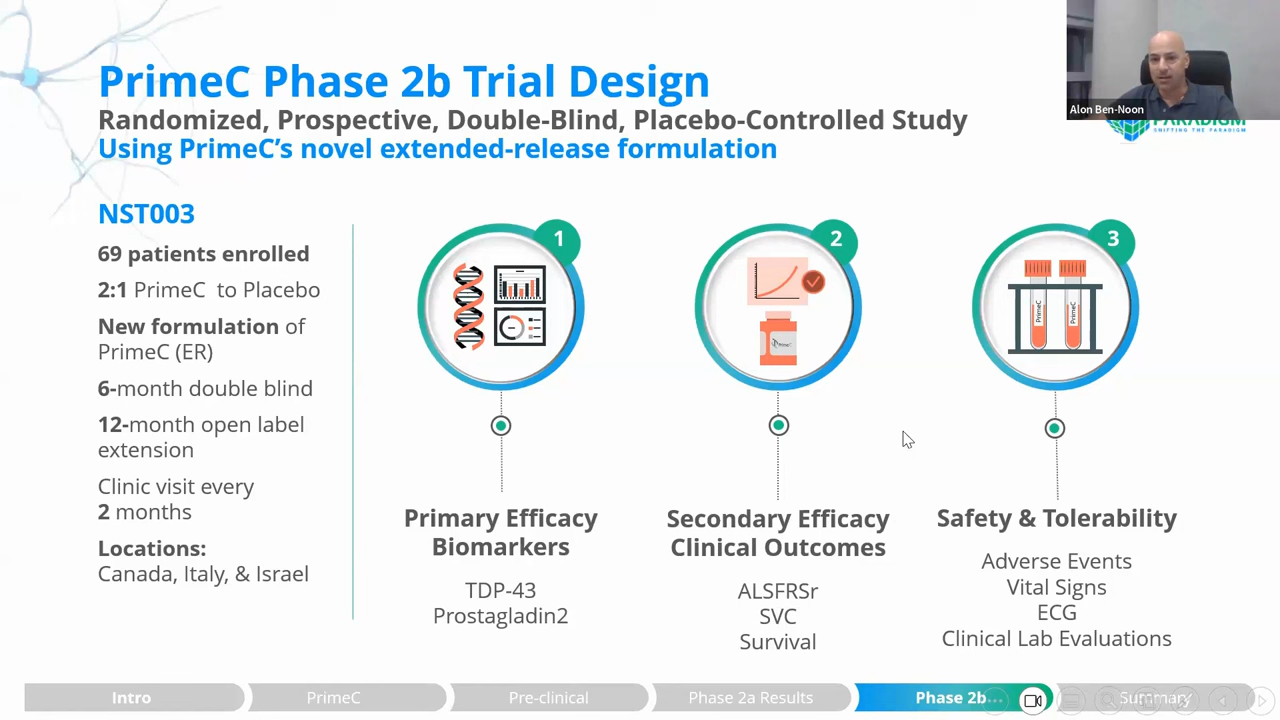 PrimeC Phase 2b Trial Design
Randomized, Prospective, Double-Blind, Placebo-Controlled Study
Using PrimeC's novel extended-release formulation
Alon Ben-Noon
PARADIGM
SHIFTING THE PARADIGM
NST003
69 patients enrolled
2:1 PrimeC to Placebo
New formulation of
PrimeC (ER)
6-month double blind
12-month open label
extension
Clinic visit every
2 months
Locations:
Canada, Italy, & Israel
1
Primary Efficacy
Biomarkers
TDP-43
Prostagladin2
2
PrimeC
Secondary Efficacy
Clinical Outcomes
ALSFRSr
SVC
Survival
3
PrimeC
PrimeC
Safety & Tolerability
Adverse Events
Vital Signs
ECG
Clinical Lab Evaluations
Intro
PrimeC
Pre-clinical
Phase 2a Results
Phase 2b...
Summary